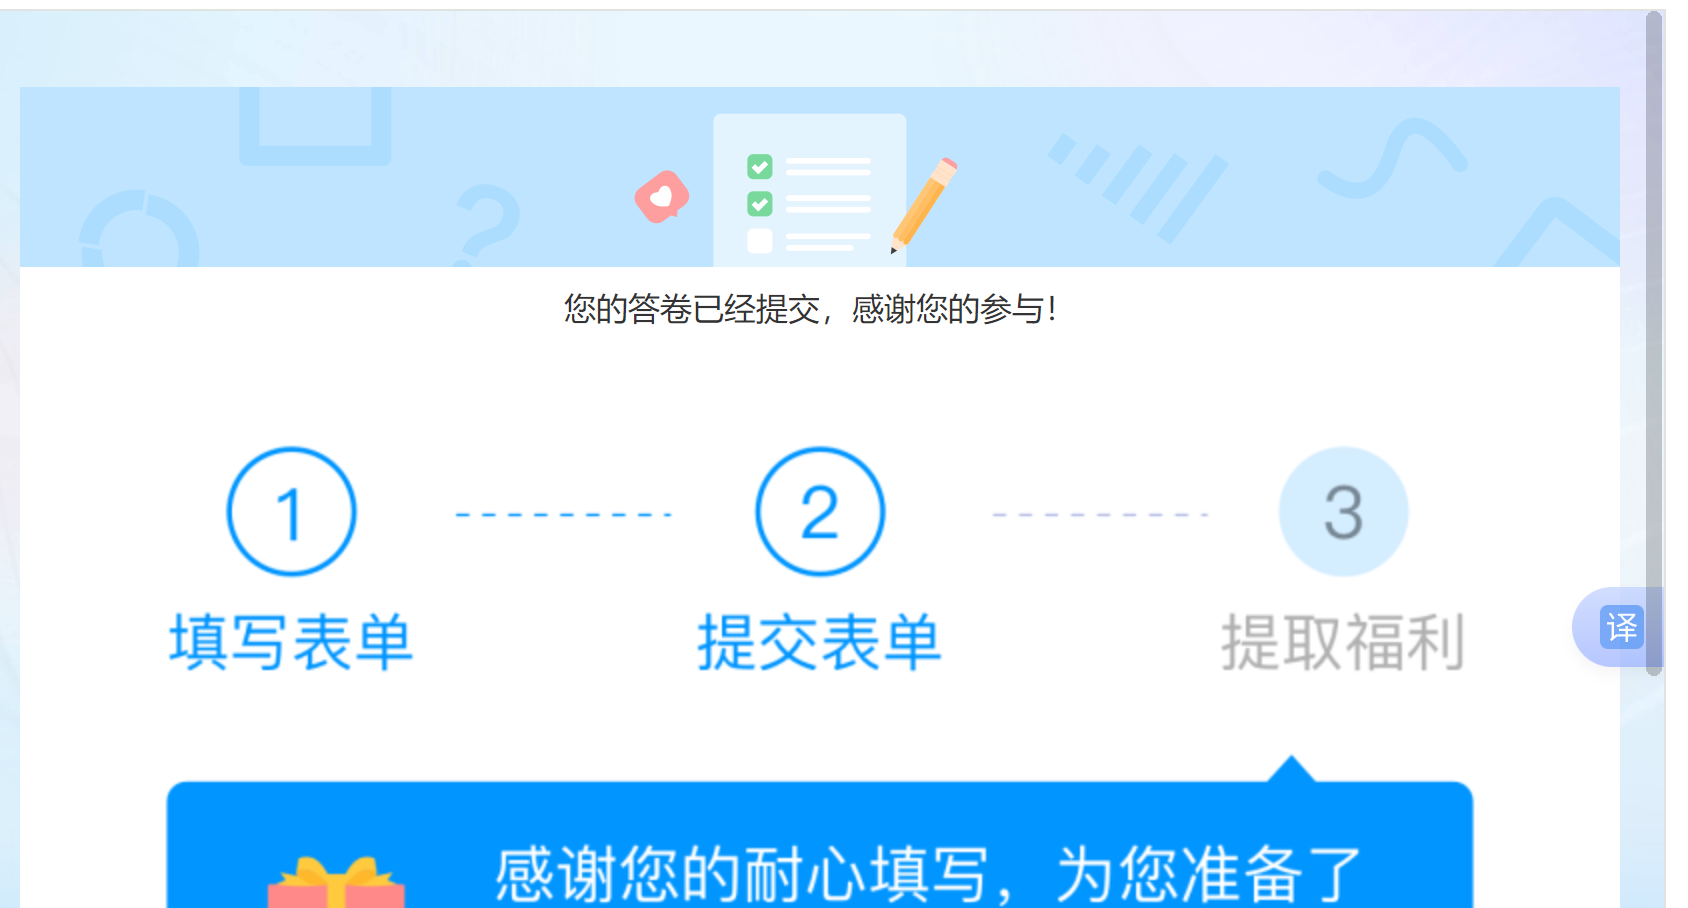 您的答卷已经提交，感谢您的参与！
1
2
3
填写表单
提交表单
提取福利
译
感谢您的耐心填写，为您准备了